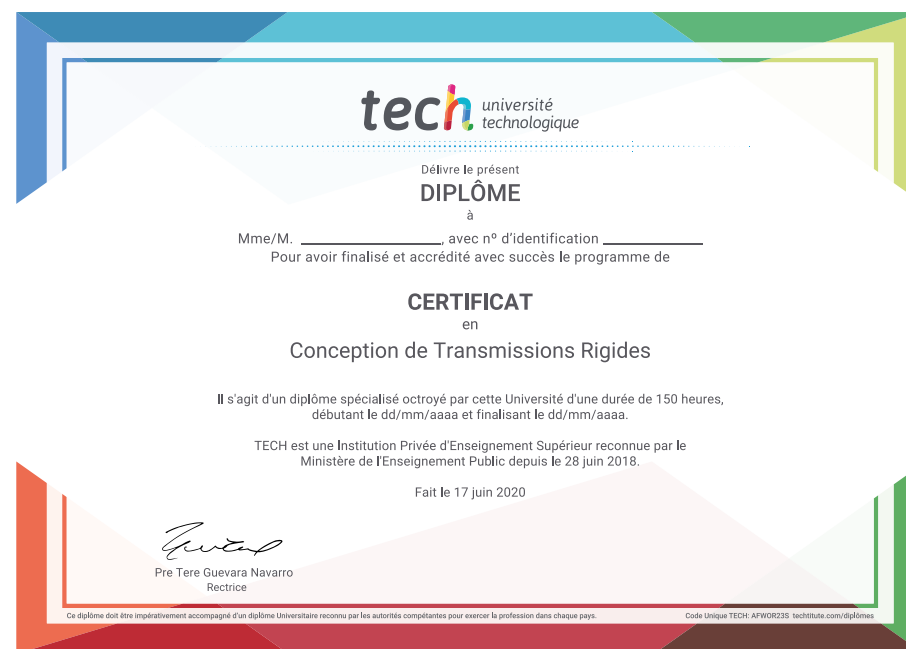 tech université
technologique
Délivre le présent
DIPLÔME
à
Mme/M. ____________________, avec nº d'identification ______________
Pour avoir finalisé et accrédité avec succès le programme de
CERTIFICAT
en
Conception de Transmissions Rigides
Il s'agit d'un diplôme spécialisé octroyé par cette Université d'une durée de 150 heures,
débutant le dd/mm/aaaa et finalisant le dd/mm/aaaa.
TECH est une Institution Privée d'Enseignement Supérieur reconnue par le
Ministère de l'Enseignement Public depuis le 28 juin 2018.
Fait le 17 juin 2020
Pre Tere Guevara Navarro
Rectrice
Ce diplôme doit être impérativement accompagné d'un diplôme Universitaire reconnu par les autorités compétantes pour exercer la profession dans chaque pays.
Code Unique TECH: AFWOR23S techtitute.com/diplômes